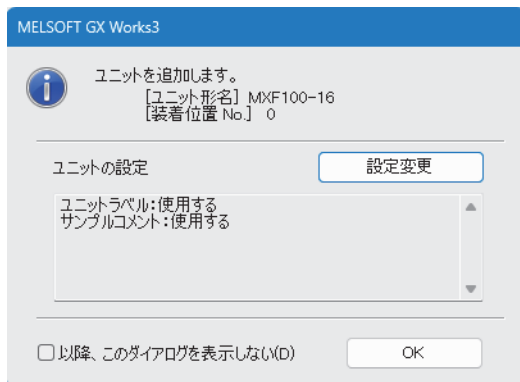 MELSOFT GX Works3
ユニットを追加します。
[ユニット形名] MXF100-16
[装着位置 No.] 0
ユニットの設定
設定変更
ユニットラベル:使用する
サンプルコメント:使用する
以降、このダイアログを表示しない(D)
OK